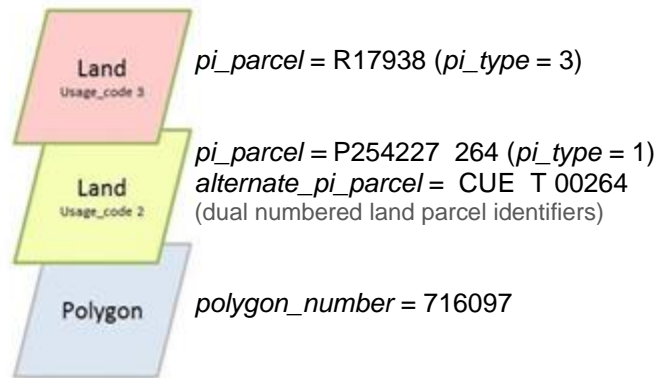 Land
Usage_code 3
pi_parcel = R17938 (pi_type = 3)
Land
Usage_code 2
pi_parcel = P254227  264 (pi_type = 1)
alternate_pi_parcel =  CUE  T 00264
(dual numbered land parcel identifiers)
Polygon
polygon_number = 716097